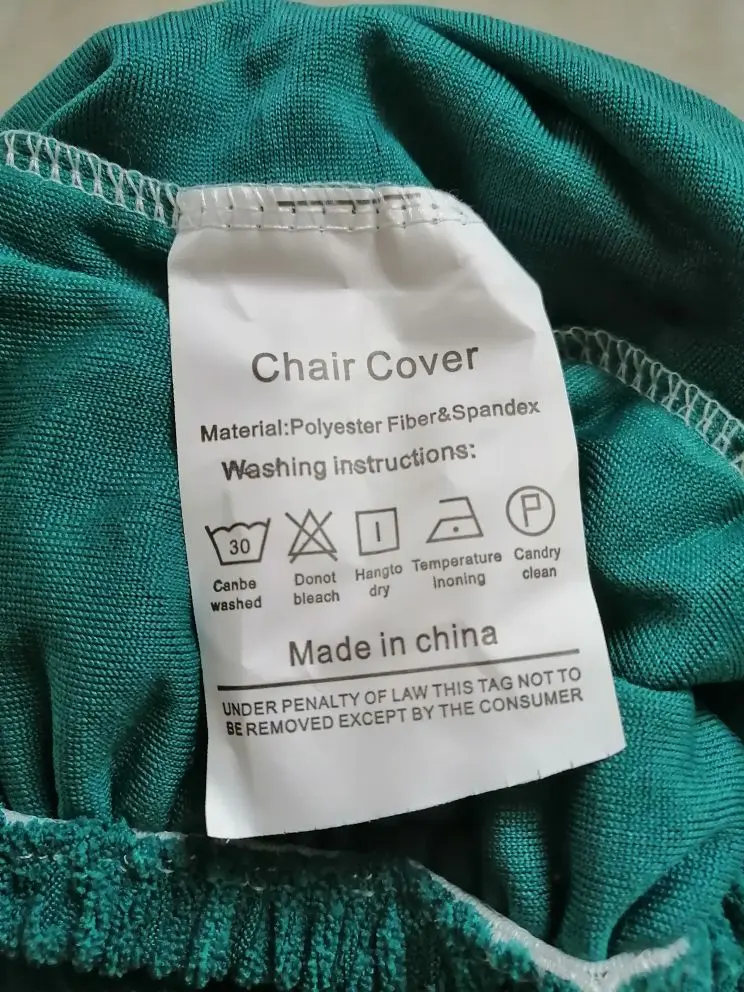 Chair Cover
Material:Polyester Fiber&Spandex
Washing instructions:
30
P
Canbe washed
Donot bleach
Hangto dry
Temperature Inoning
Candry clean
Made in china
UNDER PENALTY OF LAW THIS TAG NOT TO
BE REMOVED EXCEPT BY THE CONSUMER